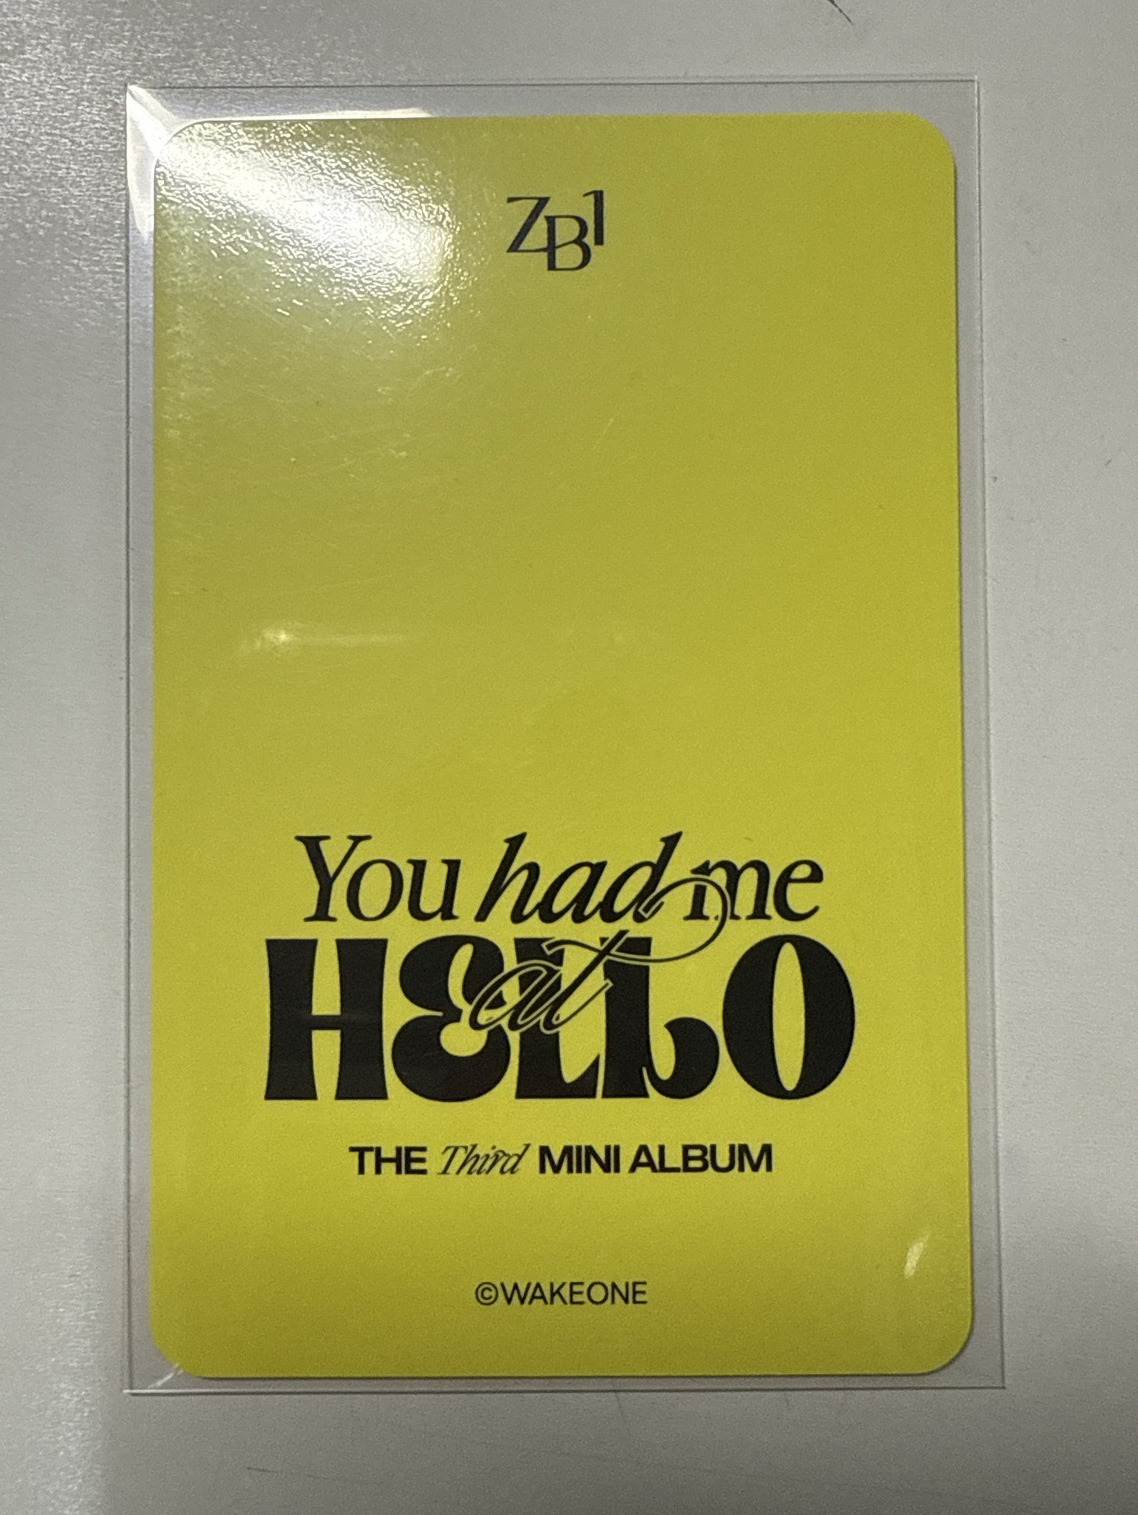 ZB1
You had me
at
HELLO
THE Third MINI ALBUM
©WAKEONE